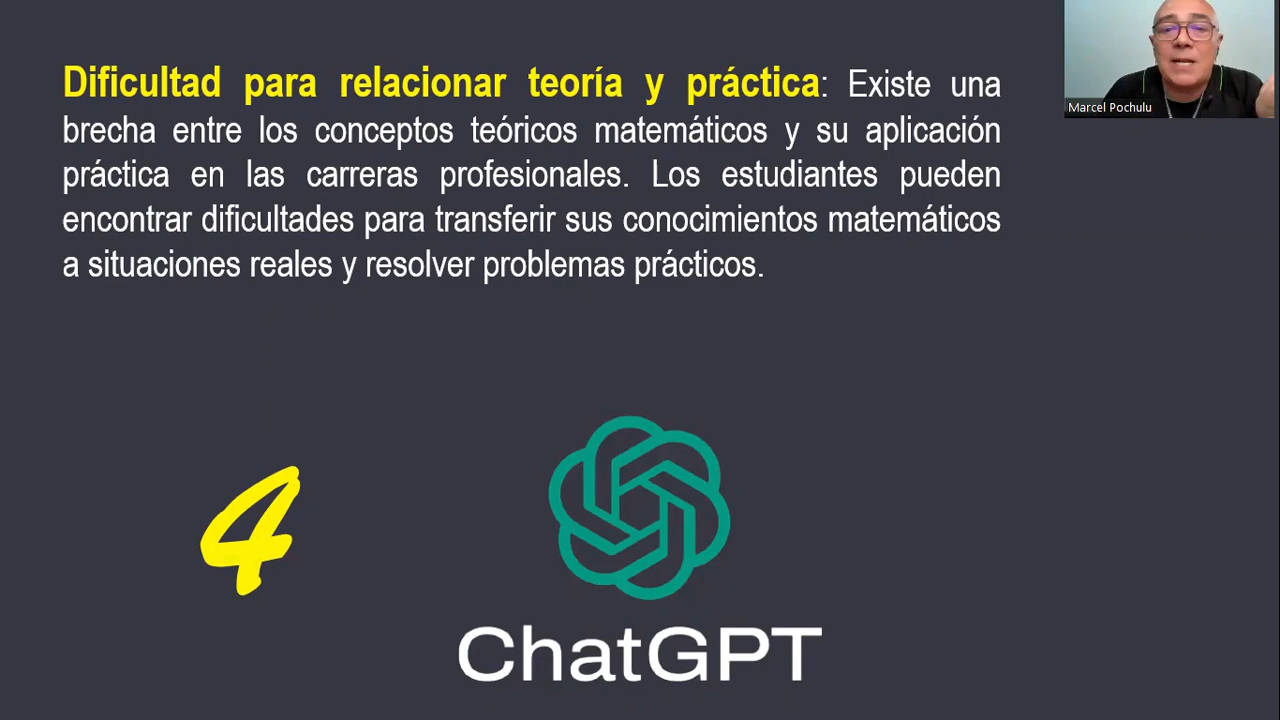 Dificultad para relacionar teoría y práctica: Existe una
brecha entre los conceptos teóricos matemáticos y su aplicación
práctica en las carreras profesionales. Los estudiantes pueden
encontrar dificultades para transferir sus conocimientos matemáticos
a situaciones reales y resolver problemas prácticos.
Marcel Pochulu
4
ChatGPT